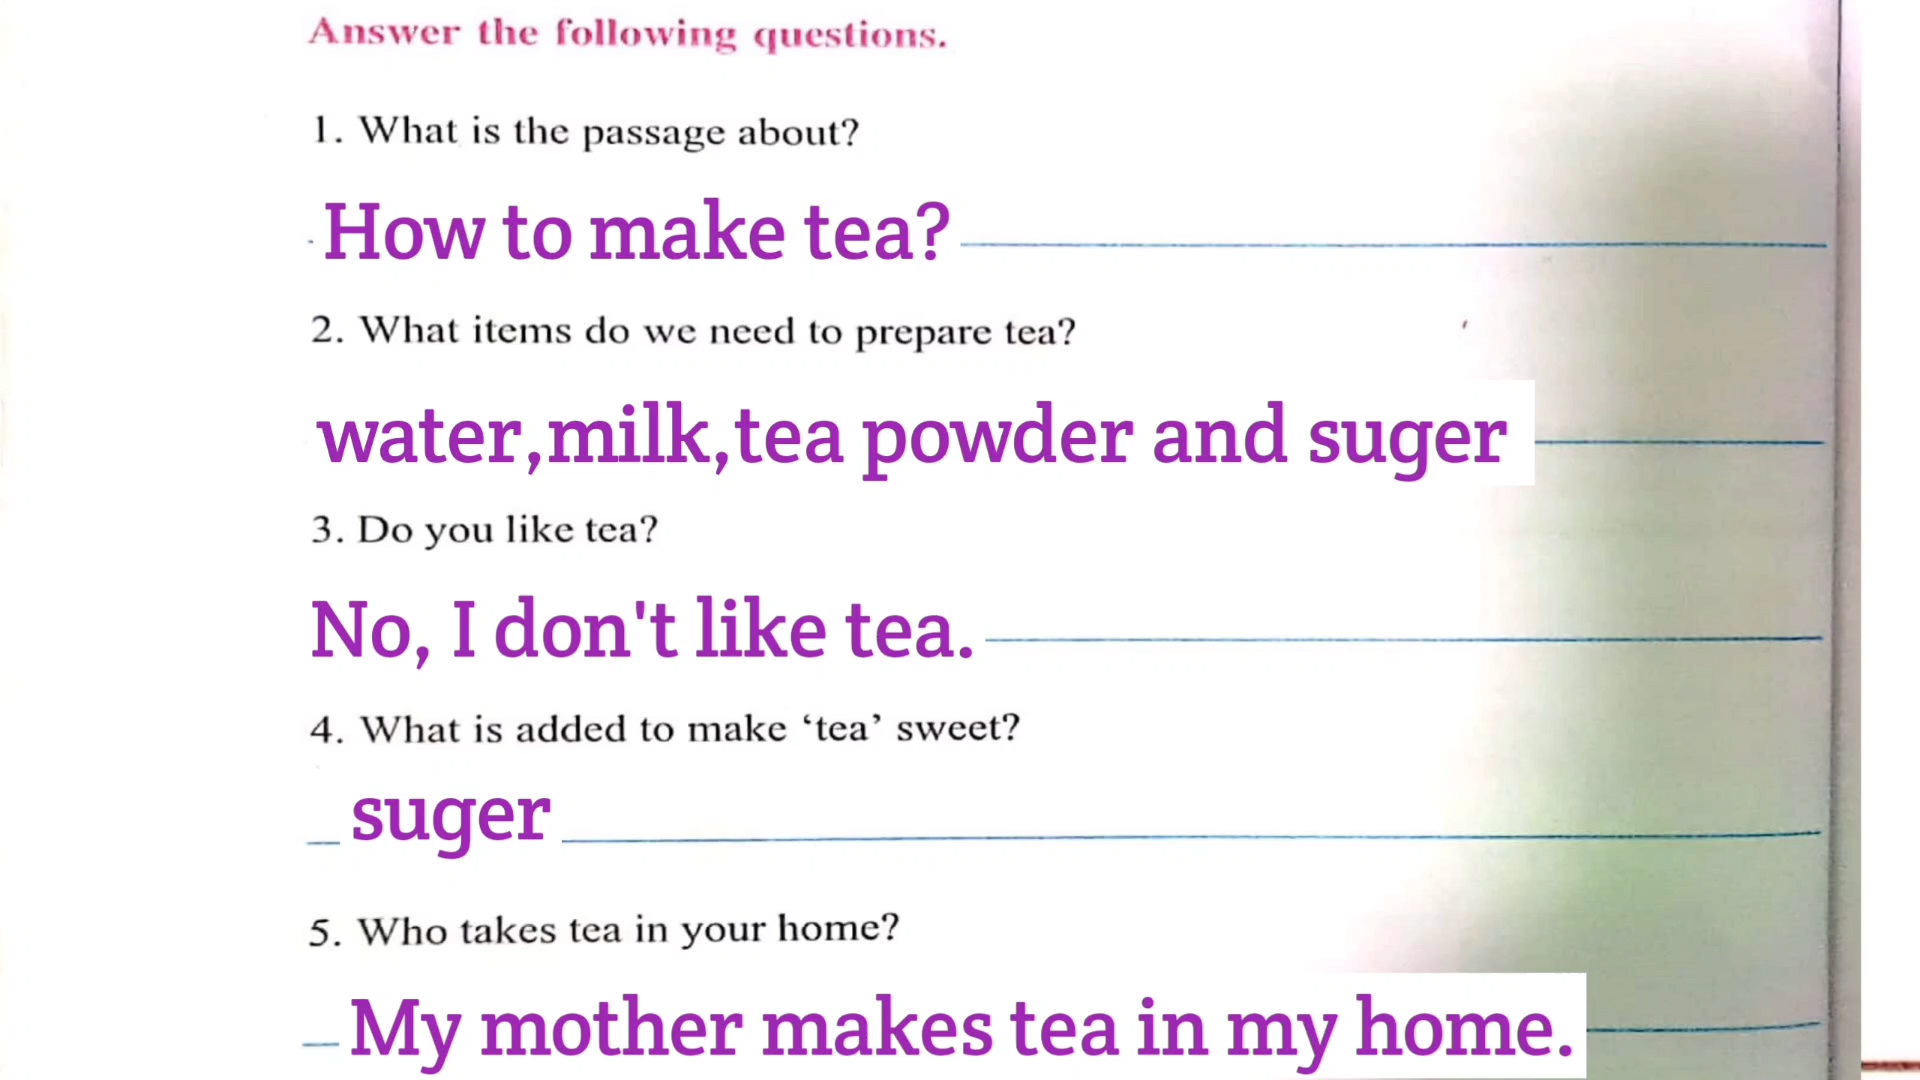 Answer the following questions.
1. What is the passage about?
How to make tea?
2. What items do we need to prepare tea?
water,milk,tea powder and suger
3. Do you like tea?
No, I don't like tea.
4. What is added to make ‘tea’ sweet?
suger
5. Who takes tea in your home?
My mother makes tea in my home.